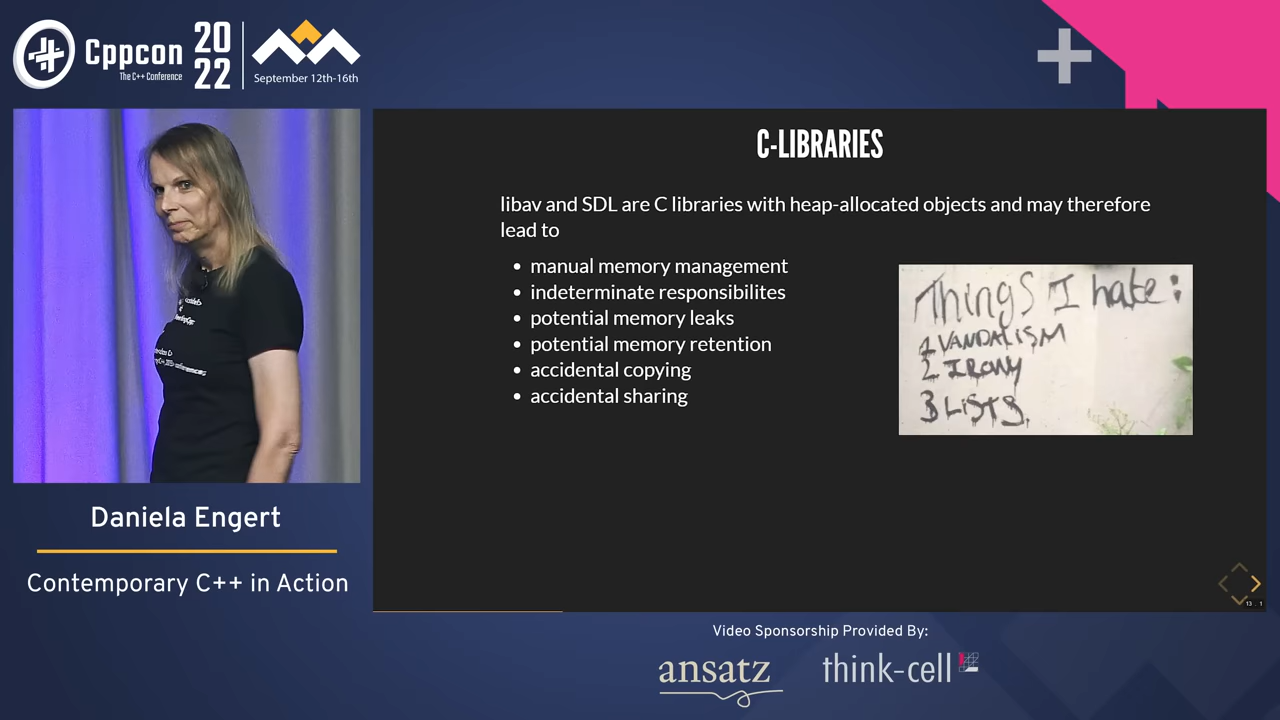 Cppcon
The C++ Conference
20
22
September 12th-16th
C-LIBRARIES
libav and SDL are C libraries with heap-allocated objects and may therefore
lead to
• manual memory management
• indeterminate responsibilites
• potential memory leaks
• potential memory retention
• accidental copying
• accidental sharing
Things I hate:
1 VANDALISM
2 IRONY
3 LISTS.
Daniela Engert
Contemporary C++ in Action
13 . 1
Video Sponsorship Provided By:
ansatz
think-cell